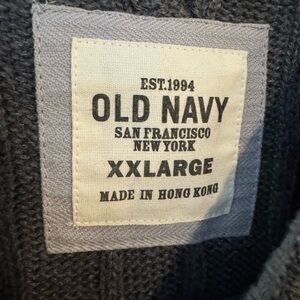 EST.1994
OLD NAVY
SAN FRANCISCO
NEW YORK
XXLARGE
MADE IN HONG KONG